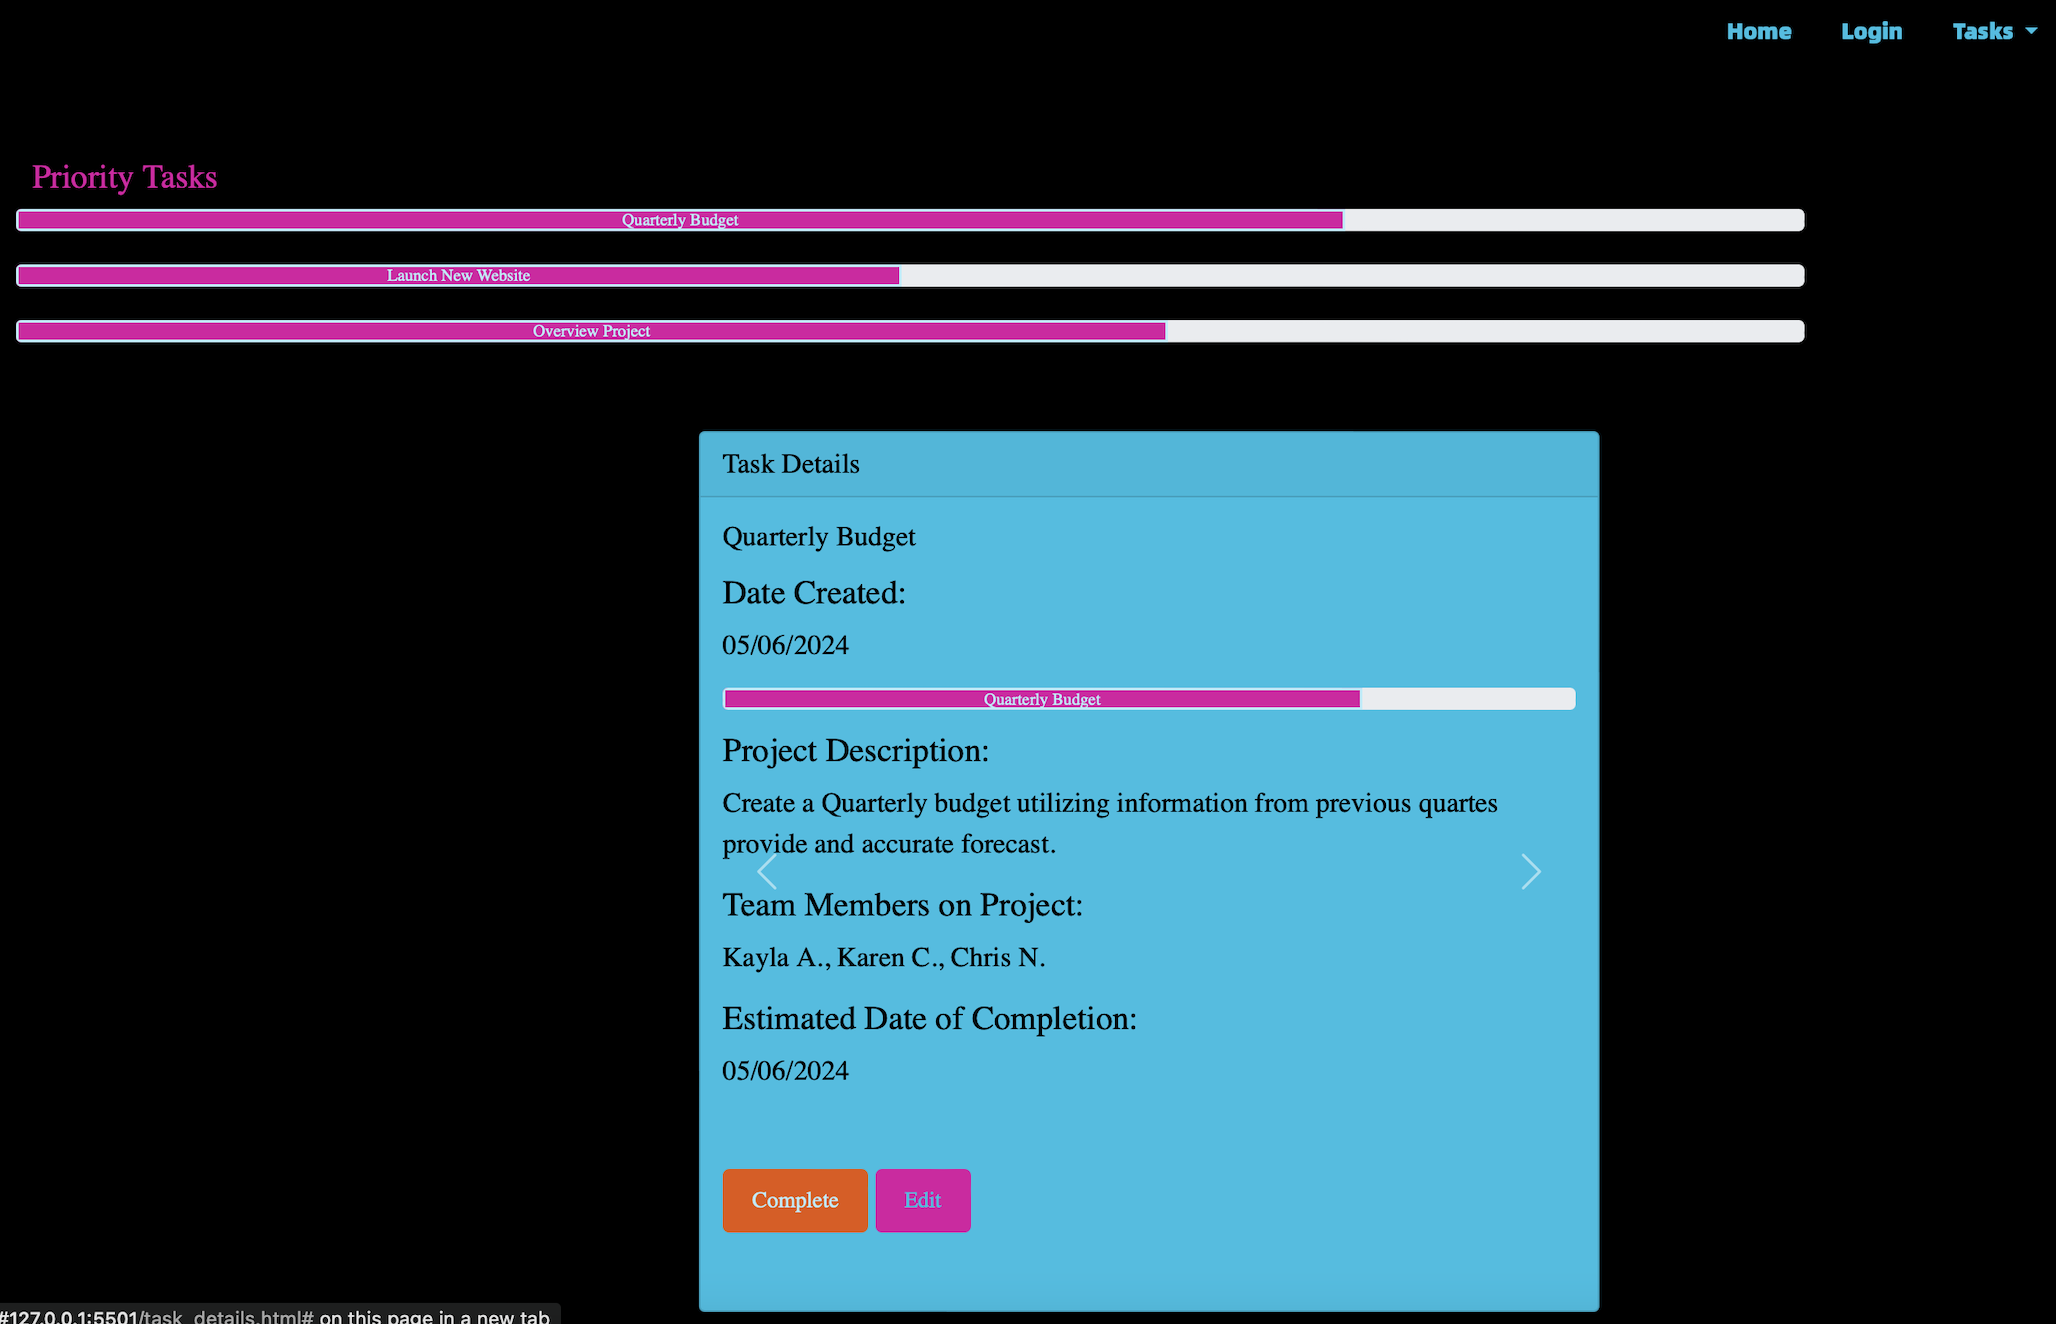 Home Login Tasks
Priority Tasks
Quarterly Budget
Launch New Website
Overview Project
Task Details
Quarterly Budget
Date Created:
05/06/2024
Quarterly Budget
Project Description:
Create a Quarterly budget utilizing information from previous quartes
provide and accurate forecast.
Team Members on Project:
Kayla A., Karen C., Chris N.
Estimated Date of Completion:
05/06/2024
Complete Edit
#127.0.0.1:5501/task_details.html# on this page in a new tab